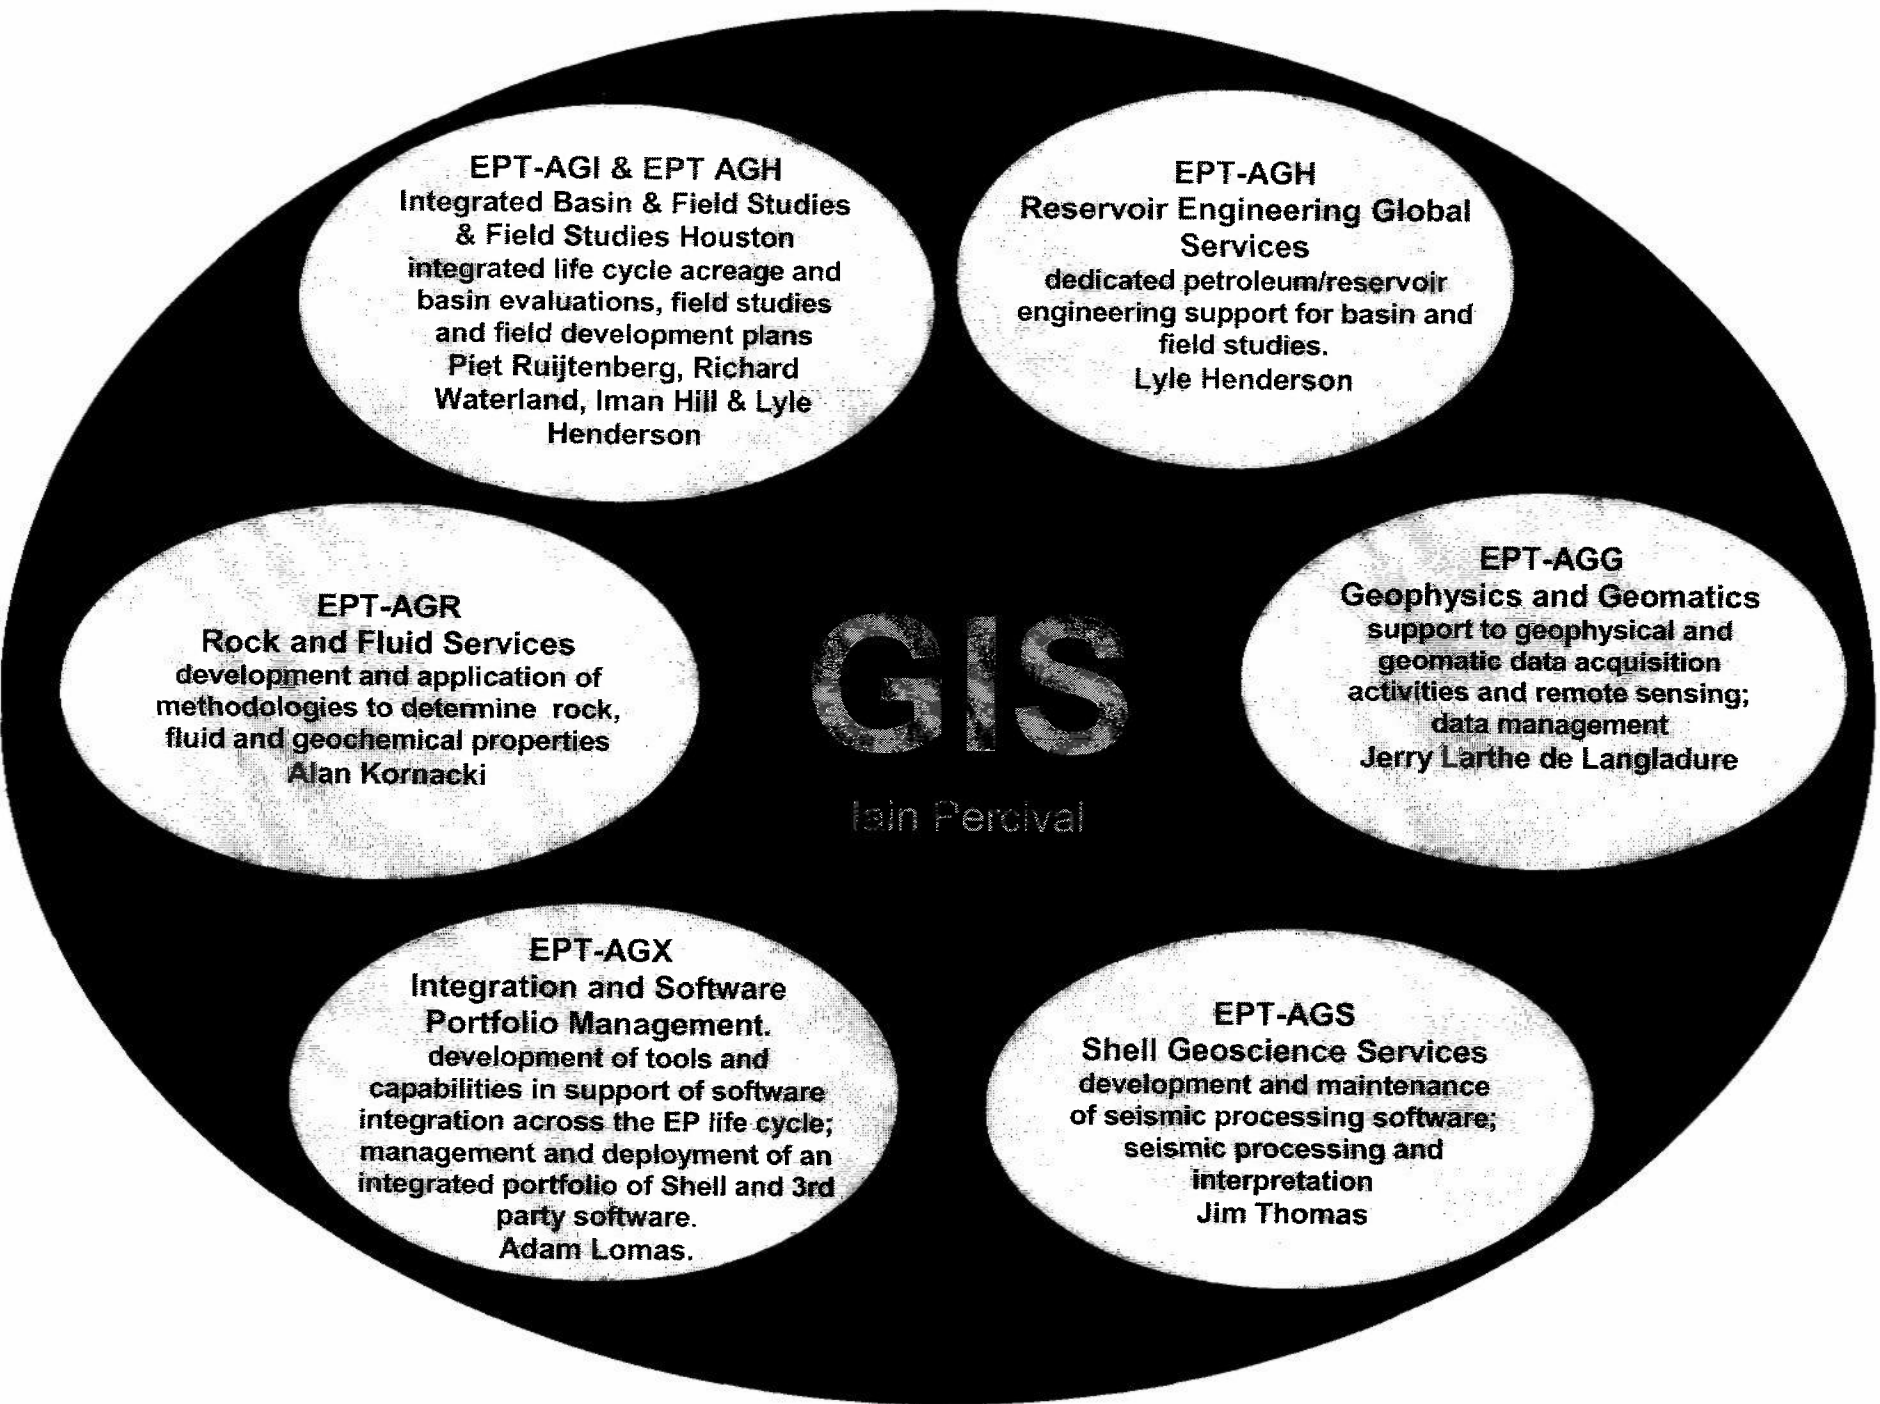 EPT-AGI & EPT AGH
Integrated Basin & Field Studies
& Field Studies Houston
integrated life cycle acreage and
basin evaluations, field studies
and field development plans
Piet Ruijtenberg, Richard
Waterland, Iman Hill & Lyle
Henderson
EPT-AGH
Reservoir Engineering Global
Services
dedicated petroleum/reservoir
engineering support for basin and
field studies.
Lyle Henderson
EPT-AGR
Rock and Fluid Services
development and application of
methodologies to determine rock,
fluid and geochemical properties
Alan Kornacki
GIS
Iain Percival
EPT-AGG
Geophysics and Geomatics
support to geophysical and
geomatic data acquisition
activities and remote sensing;
data management
Jerry Larthe de Langladure
EPT-AGX
Integration and Software
Portfolio Management.
development of tools and
capabilities in support of software
integration across the EP life cycle;
management and deployment of an
integrated portfolio of Shell and 3rd
party software.
Adam Lomas.
EPT-AGS
Shell Geoscience Services
development and maintenance
of seismic processing software;
seismic processing and
interpretation
Jim Thomas